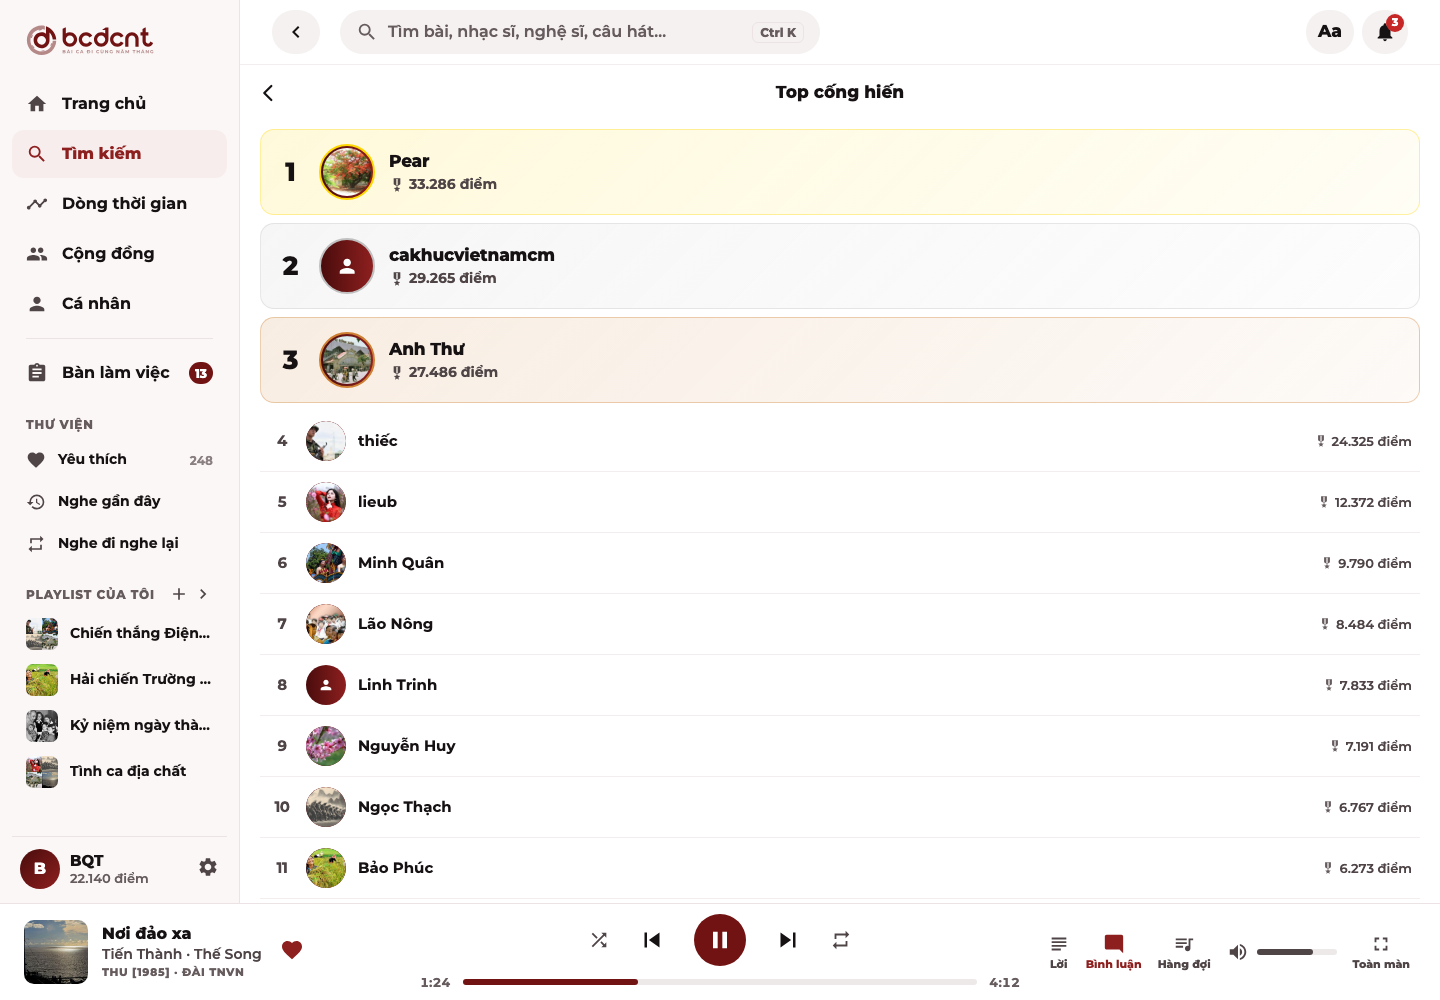 bcdcnt
BÀI CA ĐI CÙNG NĂM THÁNG
Trang chủ
Tìm kiếm
Dòng thời gian
Cộng đồng
Cá nhân
Bàn làm việc 13
THƯ VIỆN
Yêu thích 248
Nghe gần đây
Nghe đi nghe lại
PLAYLIST CỦA TÔI
Chiến thắng Điện...
Hải chiến Trường ...
Kỷ niệm ngày thà...
Tình ca địa chất
B
BQT
22.140 điểm
Tìm bài, nhạc sĩ, nghệ sĩ, câu hát... Ctrl K
Aa
3
Top cống hiến
1
Pear
33.286 điểm
2
cakhucvietnamcm
29.265 điểm
3
Anh Thư
27.486 điểm
4 thiếc 24.325 điểm
5 lieub 12.372 điểm
6 Minh Quân 9.790 điểm
7 Lão Nông 8.484 điểm
8 Linh Trinh 7.833 điểm
9 Nguyễn Huy 7.191 điểm
10 Ngọc Thạch 6.767 điểm
11 Bảo Phúc 6.273 điểm
Nơi đảo xa
Tiến Thành · Thế Song
THU [1985] · ĐÀI TNVN
1:24 4:12
Lời
Bình luận
Hàng đợi
Toàn màn